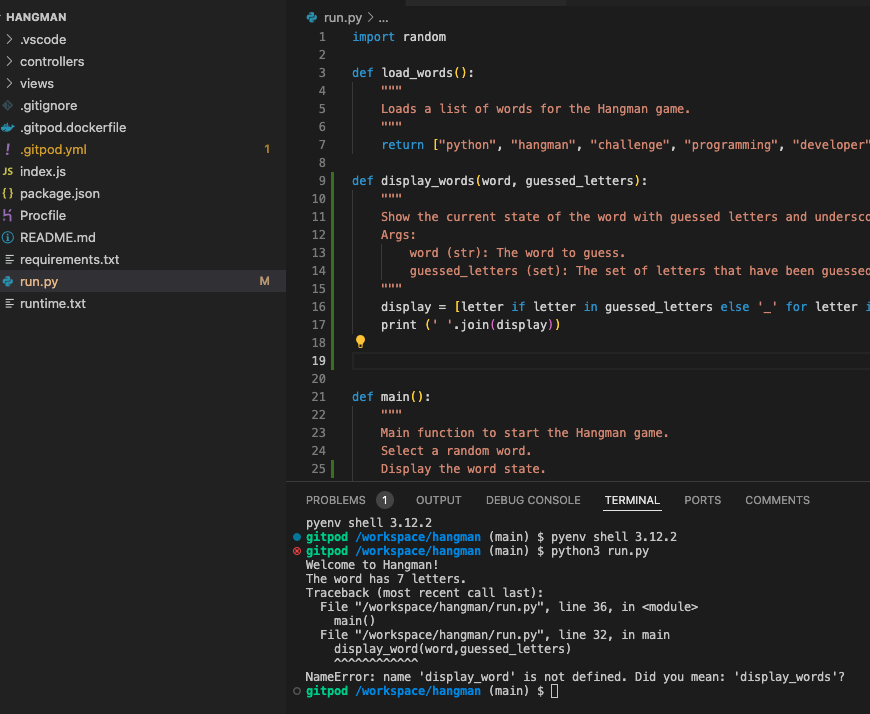 HANGMAN
.vscode
controllers
views
.gitignore
.gitpod.dockerfile
! .gitpod.yml 1
JS index.js
{} package.json
Procfile
README.md
requirements.txt
run.py M
runtime.txt
run.py > ...
1 import random
2
3 def load_words():
4 """
5 Loads a list of words for the Hangman game.
6 """
7 return ["python", "hangman", "challenge", "programming", "developer"
8
9 def display_words(word, guessed_letters):
10 """
11 Show the current state of the word with guessed letters and undersco
12 Args:
13 word (str): The word to guess.
14 guessed_letters (set): The set of letters that have been guessed
15 """
16 display = [letter if letter in guessed_letters else '_' for letter i
17 print (' '.join(display))
18
19
20
21 def main():
22 """
23 Main function to start the Hangman game.
24 Select a random word.
25 Display the word state.
PROBLEMS 1 OUTPUT DEBUG CONSOLE TERMINAL PORTS COMMENTS
pyenv shell 3.12.2
gitpod /workspace/hangman (main) $ pyenv shell 3.12.2
gitpod /workspace/hangman (main) $ python3 run.py
Welcome to Hangman!
The word has 7 letters.
Traceback (most recent call last):
File "/workspace/hangman/run.py", line 36, in <module>
main()
File "/workspace/hangman/run.py", line 32, in main
display_word(word,guessed_letters)
^^^^^^^^^^^^
NameError: name 'display_word' is not defined. Did you mean: 'display_words'?
gitpod /workspace/hangman (main) $